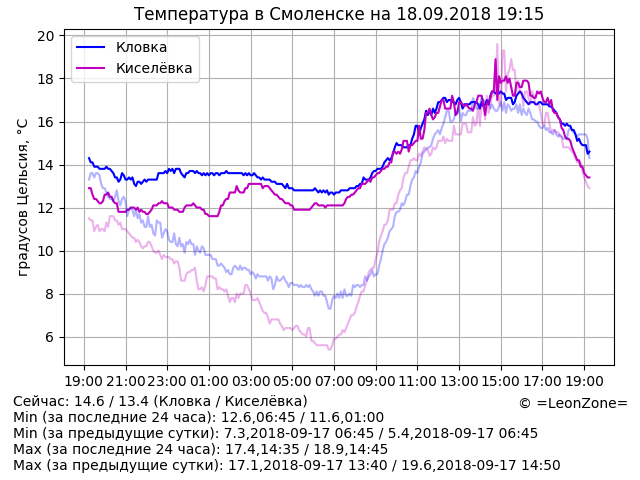 Температура в Смоленске на 18.09.2018 19:15
Кловка
Киселёвка
градусов Цельсия, °C
20
18
16
14
12
10
8
6
19:00 21:00 23:00 01:00 03:00 05:00 07:00 09:00 11:00 13:00 15:00 17:00 19:00
Сейчас: 14.6 / 13.4 (Кловка / Киселёвка)
© =LeonZone=
Min (за последние 24 часа): 12.6,06:45 / 11.6,01:00
Min (за предыдущие сутки): 7.3,2018-09-17 06:45 / 5.4,2018-09-17 06:45
Max (за последние 24 часа): 17.4,14:35 / 18.9,14:45
Max (за предыдущие сутки): 17.1,2018-09-17 13:40 / 19.6,2018-09-17 14:50